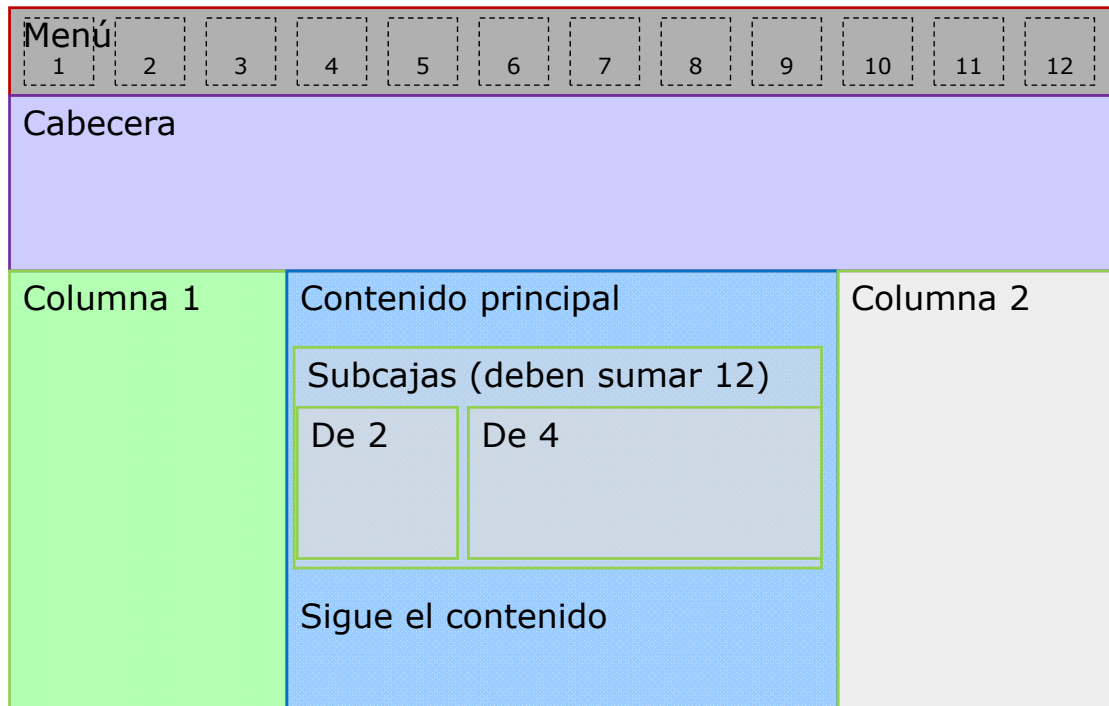 Menú
1 2 3 4 5 6 7 8 9 10 11 12
Cabecera
Columna 1
Contenido principal
Subcajas (deben sumar 12)
De 2
De 4
Sigue el contenido
Columna 2